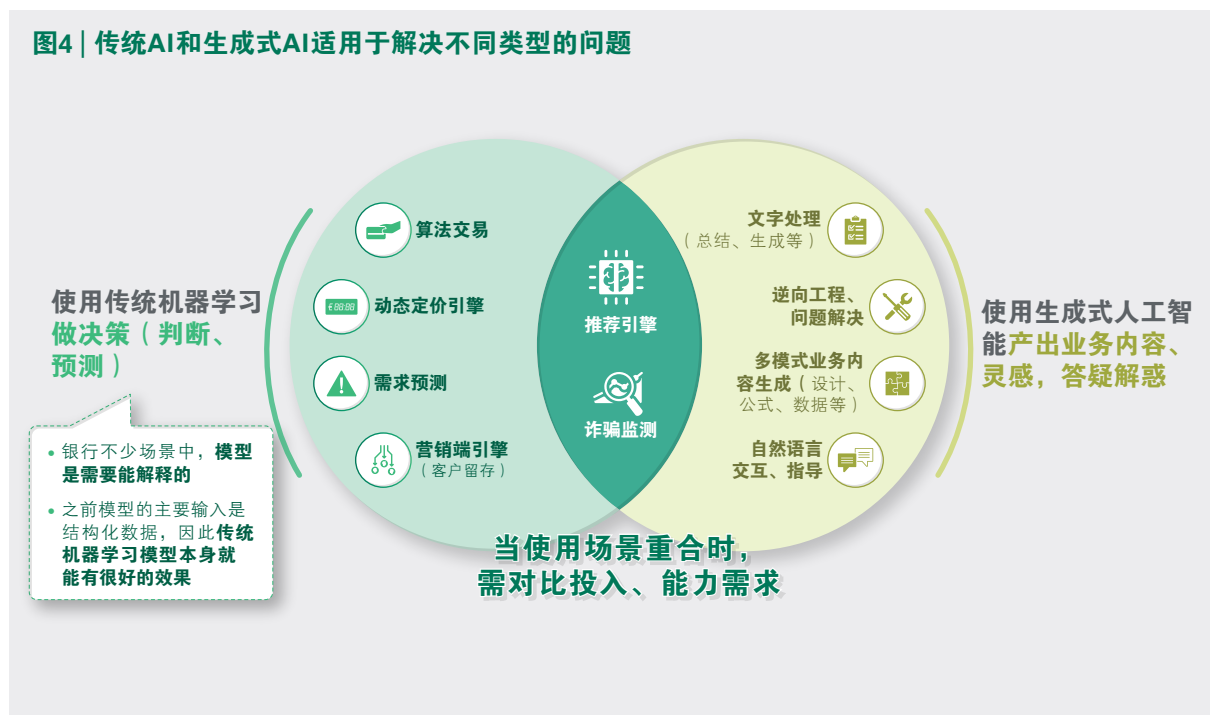 图4 | 传统AI和生成式AI适用于解决不同类型的问题
使用传统机器学习
做决策（判断、
预测）
• 银行不少场景中，模型
是需要能解释的
• 之前模型的主要输入是
结构化数据，因此传统
机器学习模型本身就
能有很好的效果
算法交易
€88:88
动态定价引擎
需求预测
营销端引擎
（客户留存）
推荐引擎
诈骗监测
文字处理
（总结、生成等）
逆向工程、
问题解决
多模式业务内
容生成（设计、
公式、数据等）
自然语言
交互、指导
使用生成式人工智
能产出业务内容、
灵感，答疑解惑
当使用场景重合时，
需对比投入、能力需求